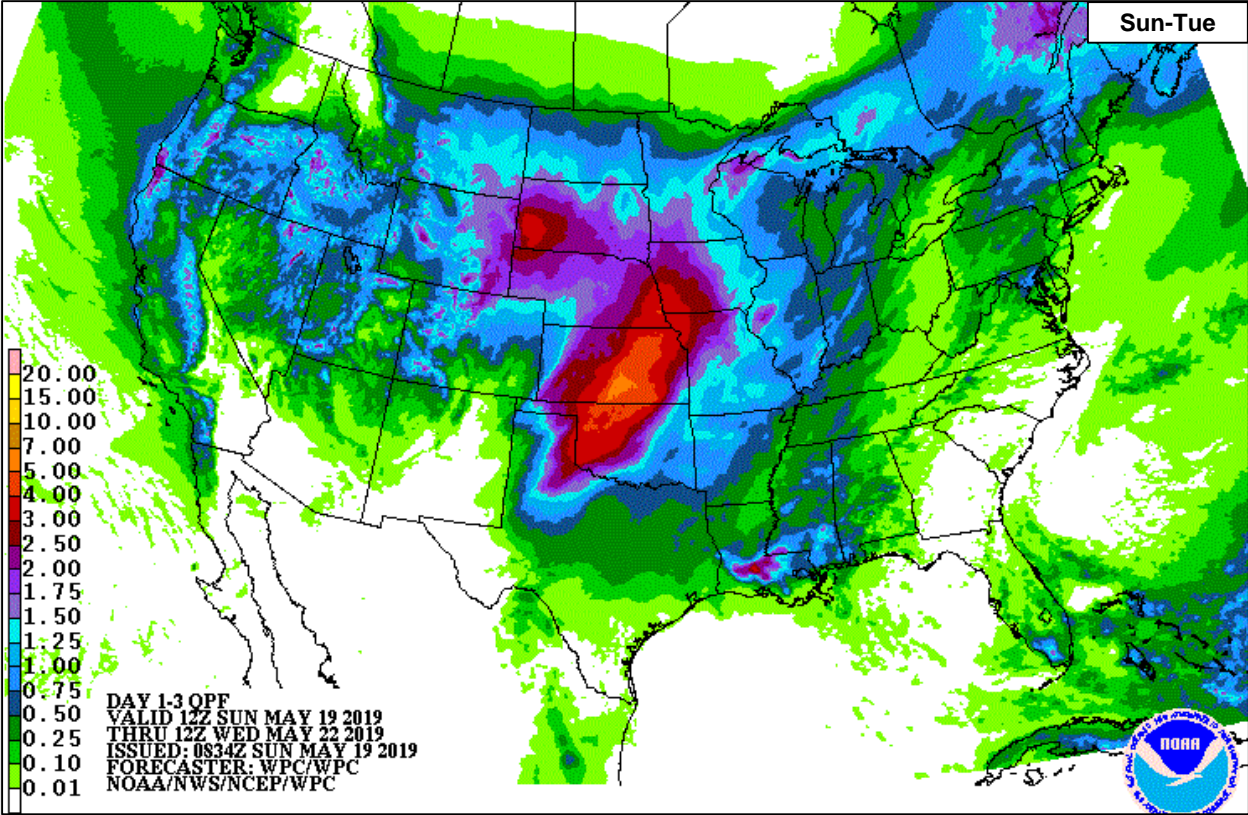 Sun-Tue
20.00
15.00
10.00
7.00
5.00
4.00
3.00
2.50
2.00
1.75
1.50
1.25
1.00
0.75
0.50
0.25
0.10
0.01
DAY 1-3 QPF
VALID 12Z SUN MAY 19 2019
THRU 12Z WED MAY 22 2019
ISSUED: 0834Z SUN MAY 19 2019
FORECASTER: WPC/WPC
NOAA/NWS/NCEP/WPC
NOAA